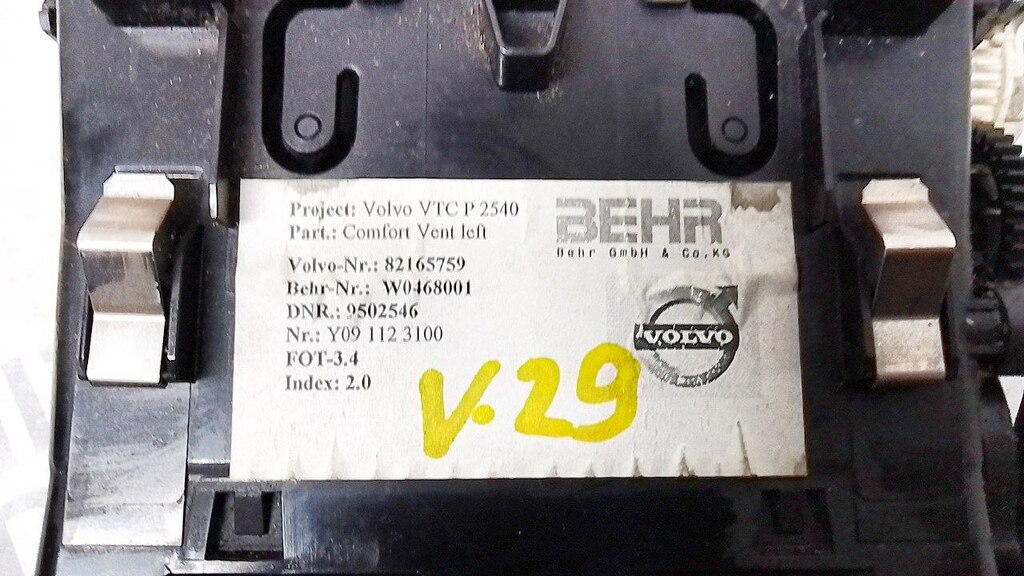 Project: Volvo VTC P 2540
Part.: Comfort Vent left
Volvo-Nr.: 82165759
Behr-Nr.: W0468001
DNR.: 9502546
Nr.: Y09 112 3100
FOT-3.4
Index: 2.0
BEHR
Behr GmbH & Co.KG
VOLVO
V.29